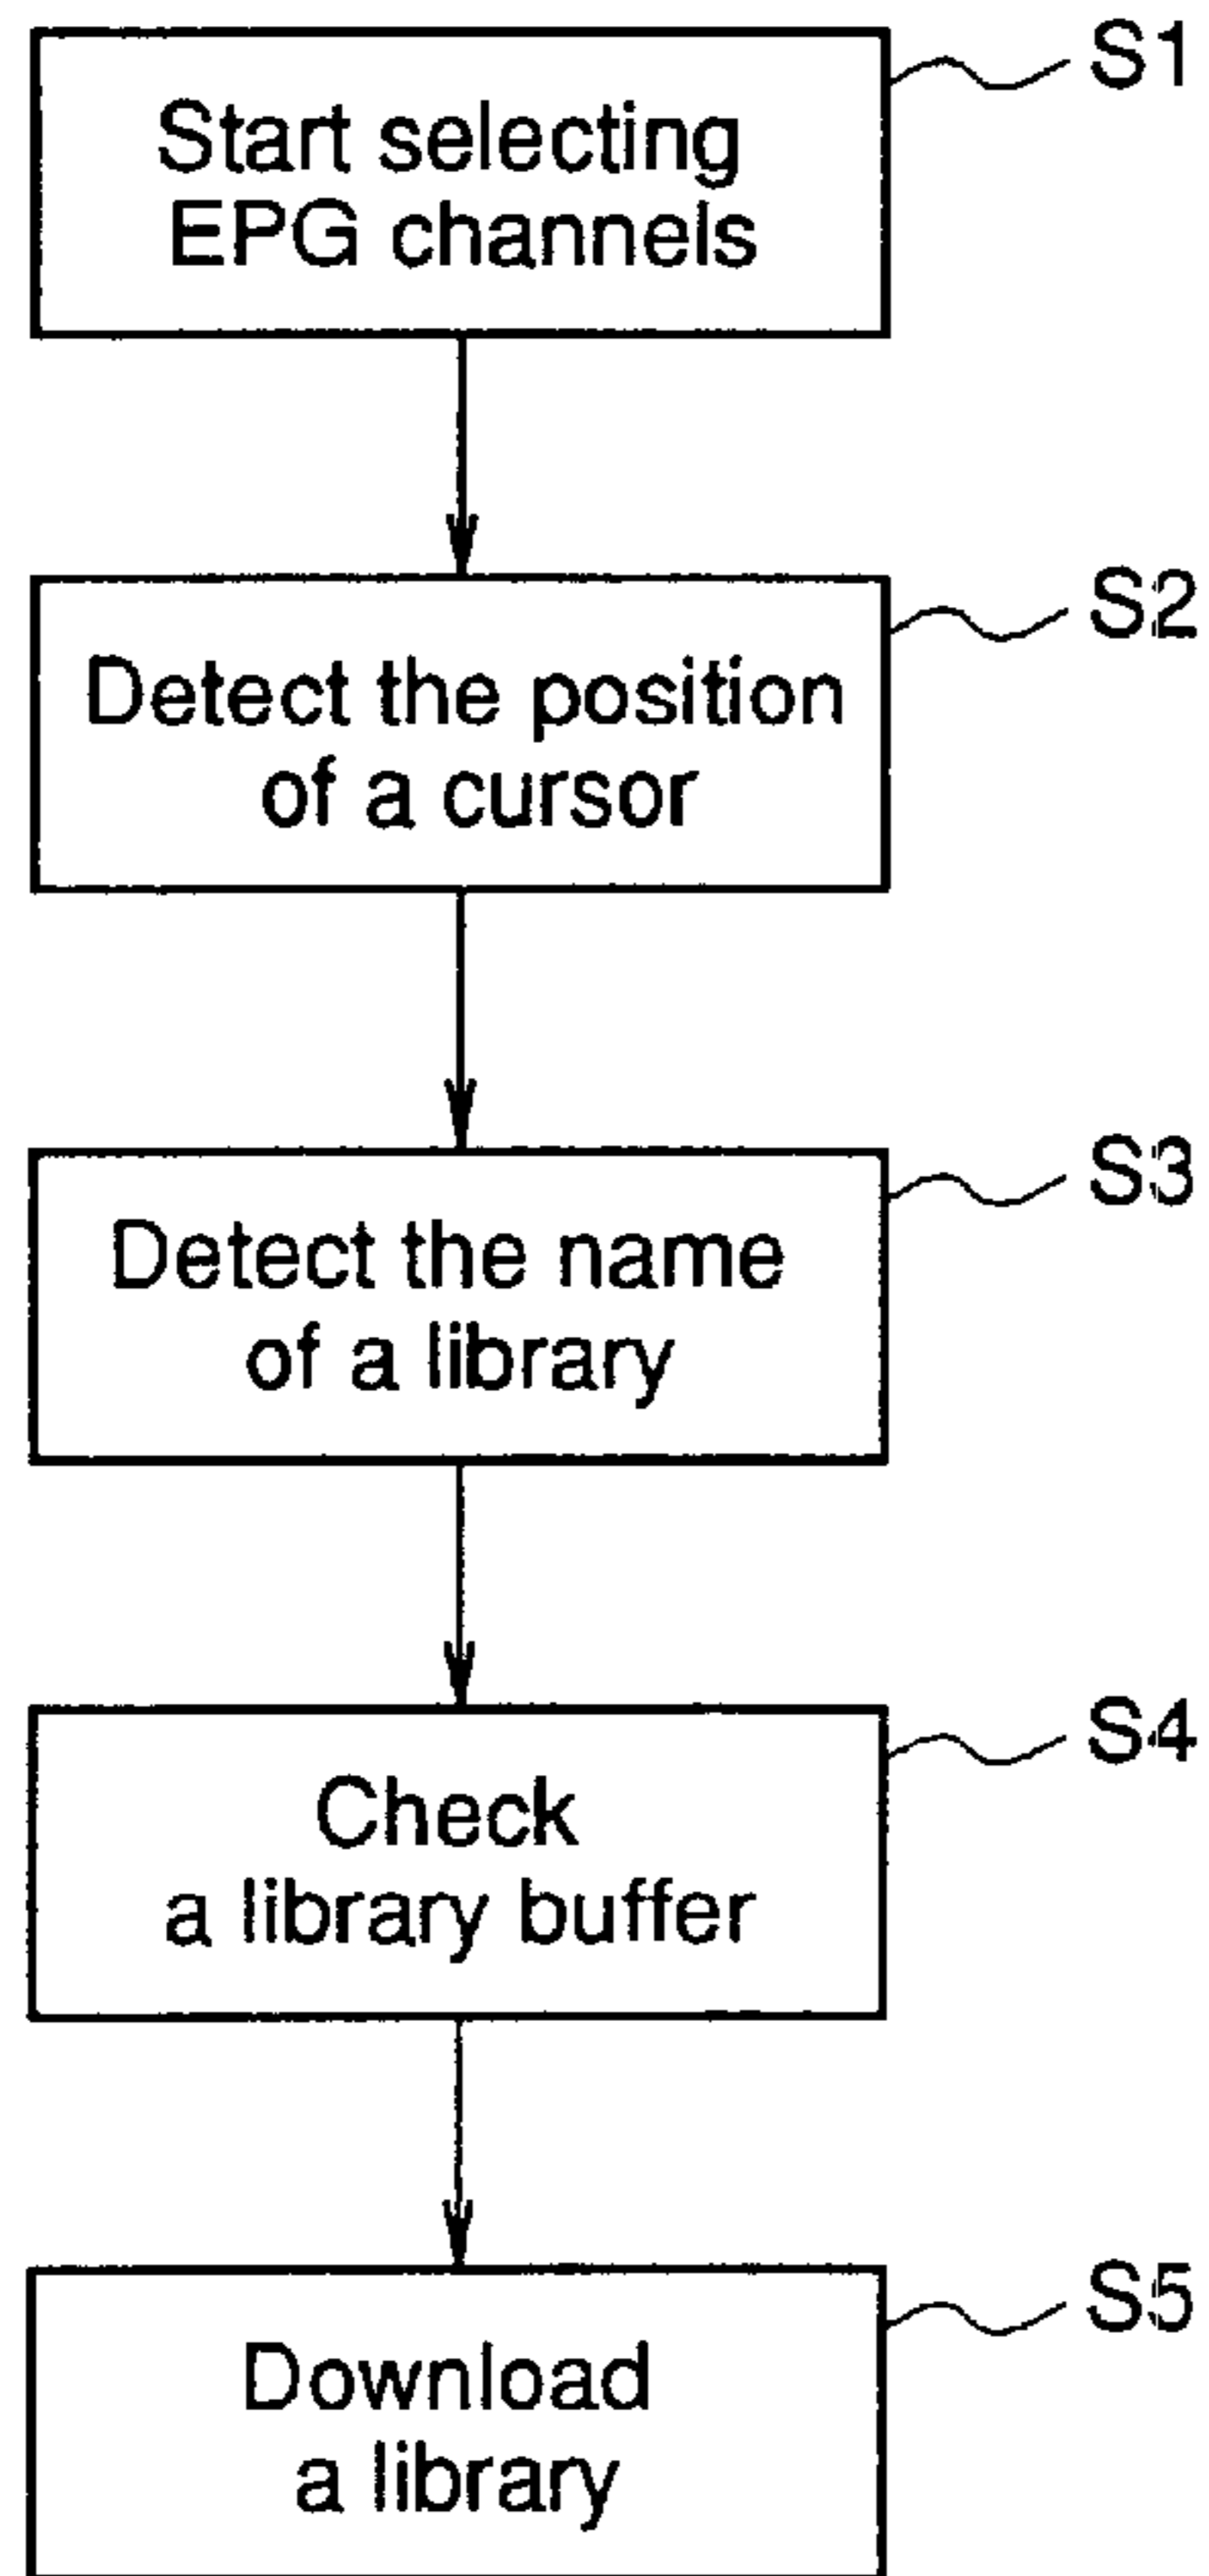 S1
Start selecting
EPG channels
S2
Detect the position
of a cursor
S3
Detect the name
of a library
S4
Check
a library buffer
S5
Download
a library